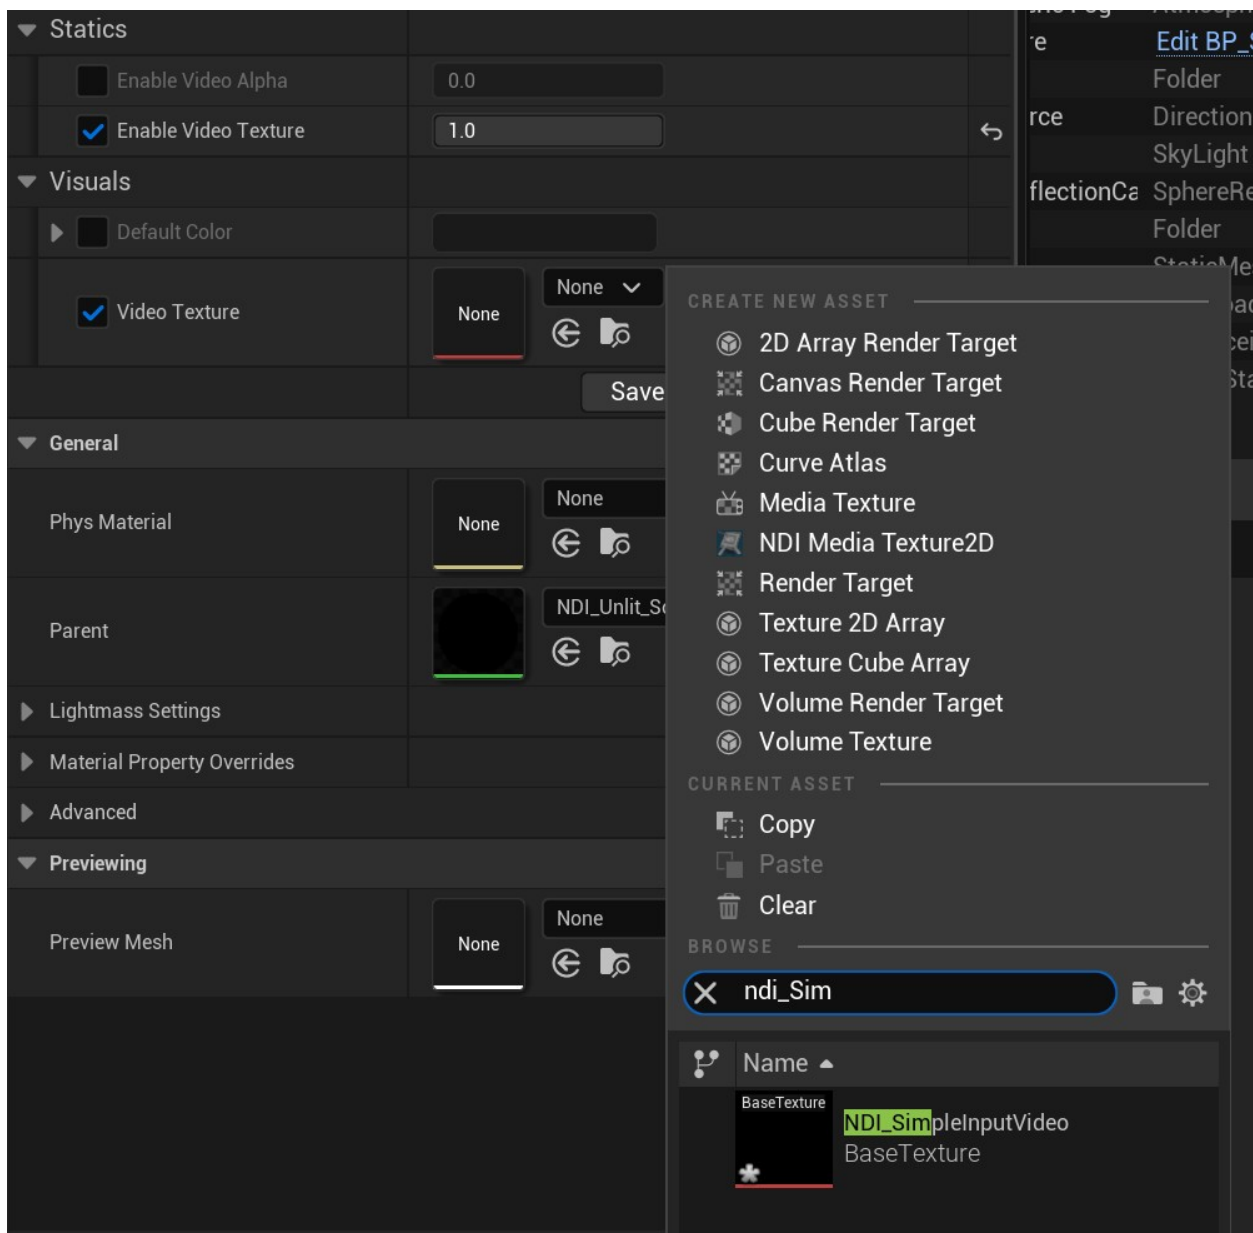 Statics
Enable Video Alpha
0.0
Enable Video Texture
1.0
Visuals
Default Color
Video Texture
None
None
Save
General
Phys Material
None
None
Parent
NDI_Unlit_So
Lightmass Settings
Material Property Overrides
Advanced
Previewing
Preview Mesh
None
None
re
Edit BP_S
Folder
rce
Direction
SkyLight
flectionCa
SphereRe
Folder
CREATE NEW ASSET
2D Array Render Target
Canvas Render Target
Cube Render Target
Curve Atlas
Media Texture
NDI Media Texture2D
Render Target
Texture 2D Array
Texture Cube Array
Volume Render Target
Volume Texture
CURRENT ASSET
Copy
Paste
Clear
BROWSE
ndi_Sim
Name
BaseTexture
NDI_SimpleInputVideo
BaseTexture